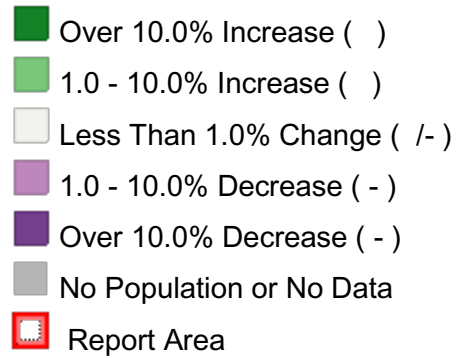 Over 10.0% Increase ( )
1.0 - 10.0% Increase ( )
Less Than 1.0% Change ( /- )
1.0 - 10.0% Decrease ( - )
Over 10.0% Decrease ( - )
No Population or No Data
Report Area